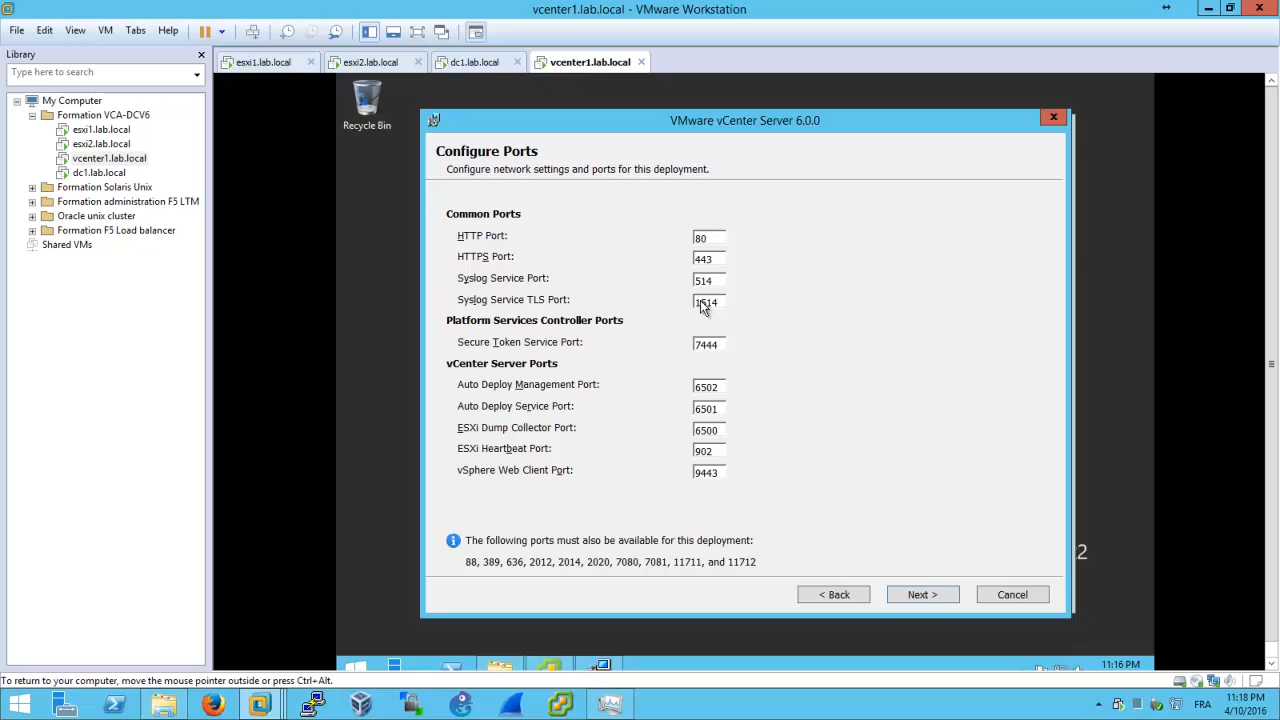 vcenter1.lab.local - VMware Workstation
File Edit View VM Tabs Help
Library
Type here to search
My Computer
Formation VCA-DCV6
esxi1.lab.local
esxi2.lab.local
vcenter1.lab.local
dc1.lab.local
Formation Solaris Unix
Formation administration F5 LTM
Oracle unix cluster
Formation F5 Load balancer
Shared VMs
esxi1.lab.local esxi2.lab.local dc1.lab.local vcenter1.lab.local
Recycle Bin
VMware vCenter Server 6.0.0
Configure Ports
Configure network settings and ports for this deployment.
Common Ports
HTTP Port: 80
HTTPS Port: 443
Syslog Service Port: 514
Syslog Service TLS Port: 1514
Platform Services Controller Ports
Secure Token Service Port: 7444
vCenter Server Ports
Auto Deploy Management Port: 6502
Auto Deploy Service Port: 6501
ESXi Dump Collector Port: 6500
ESXi Heartbeat Port: 902
vSphere Web Client Port: 9443
The following ports must also be available for this deployment:
88, 389, 636, 2012, 2014, 2020, 7080, 7081, 11711, and 11712
< Back Next > Cancel
11:16 PM
To return to your computer, move the mouse pointer outside or press Ctrl+Alt.
FRA
11:18 PM
4/10/2016